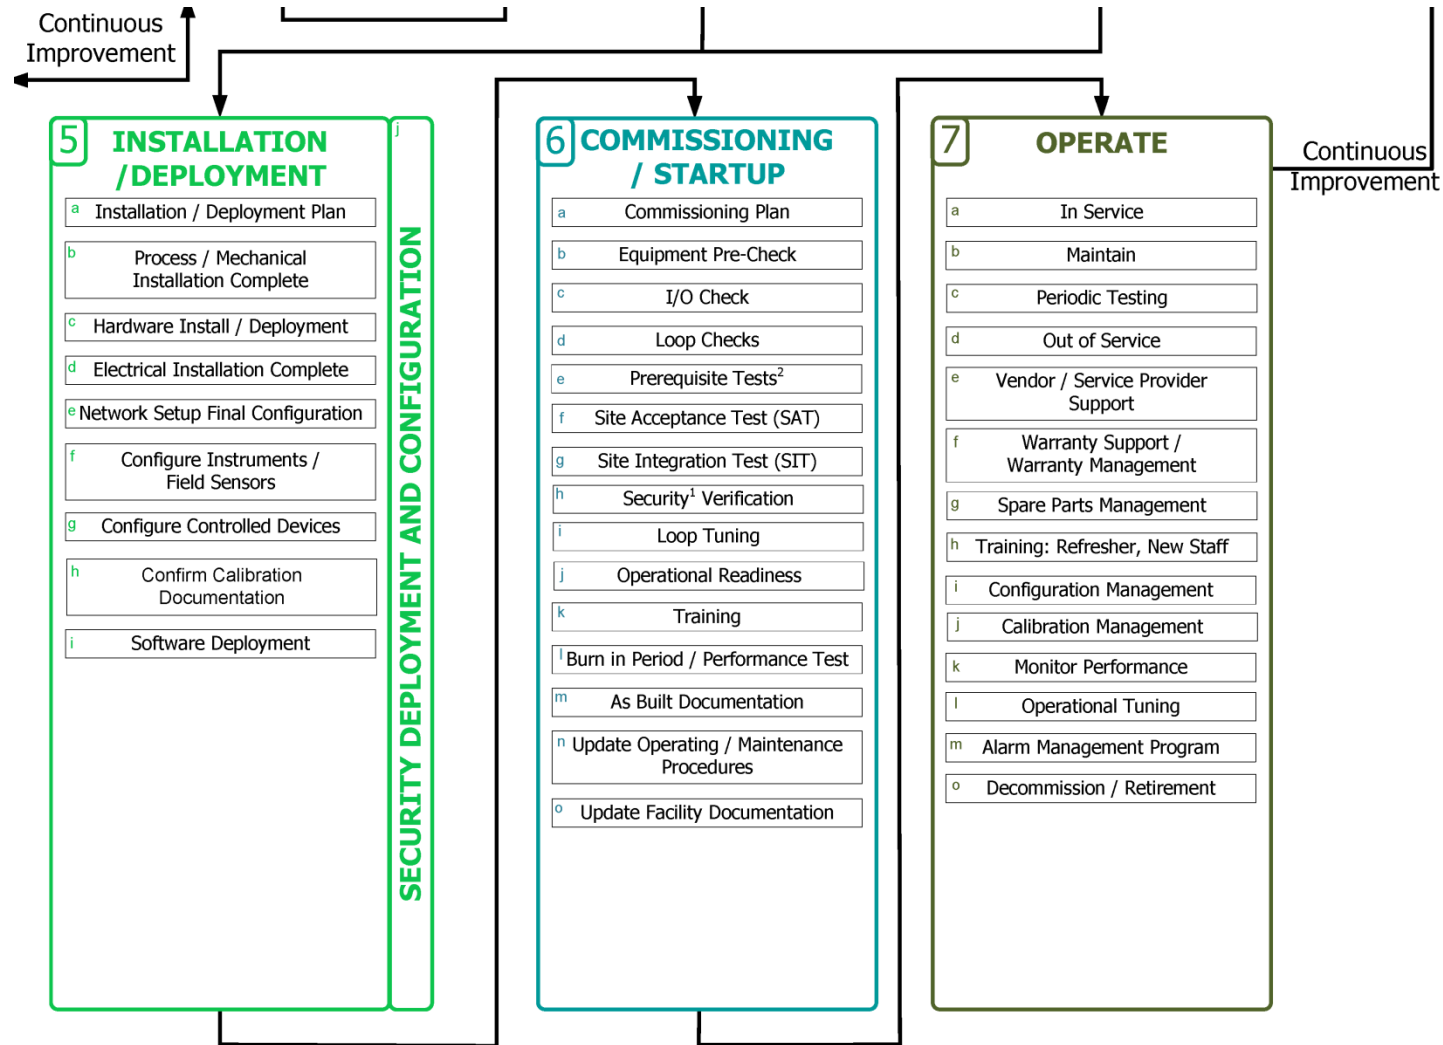 Continuous
Improvement
5
INSTALLATION
/DEPLOYMENT
a Installation / Deployment Plan
b Process / Mechanical
Installation Complete
c Hardware Install / Deployment
d Electrical Installation Complete
e Network Setup Final Configuration
f Configure Instruments /
Field Sensors
g Configure Controlled Devices
h Confirm Calibration
Documentation
i Software Deployment
j
SECURITY DEPLOYMENT AND CONFIGURATION
6
COMMISSIONING
/ STARTUP
a Commissioning Plan
b Equipment Pre-Check
c I/O Check
d Loop Checks
e Prerequisite Tests²
f Site Acceptance Test (SAT)
g Site Integration Test (SIT)
h Security¹ Verification
i Loop Tuning
j Operational Readiness
k Training
l Burn in Period / Performance Test
m As Built Documentation
n Update Operating / Maintenance
Procedures
o Update Facility Documentation
7
OPERATE
a In Service
b Maintain
c Periodic Testing
d Out of Service
e Vendor / Service Provider
Support
f Warranty Support /
Warranty Management
g Spare Parts Management
h Training: Refresher, New Staff
i Configuration Management
j Calibration Management
k Monitor Performance
l Operational Tuning
m Alarm Management Program
o Decommission / Retirement
Continuous
Improvement